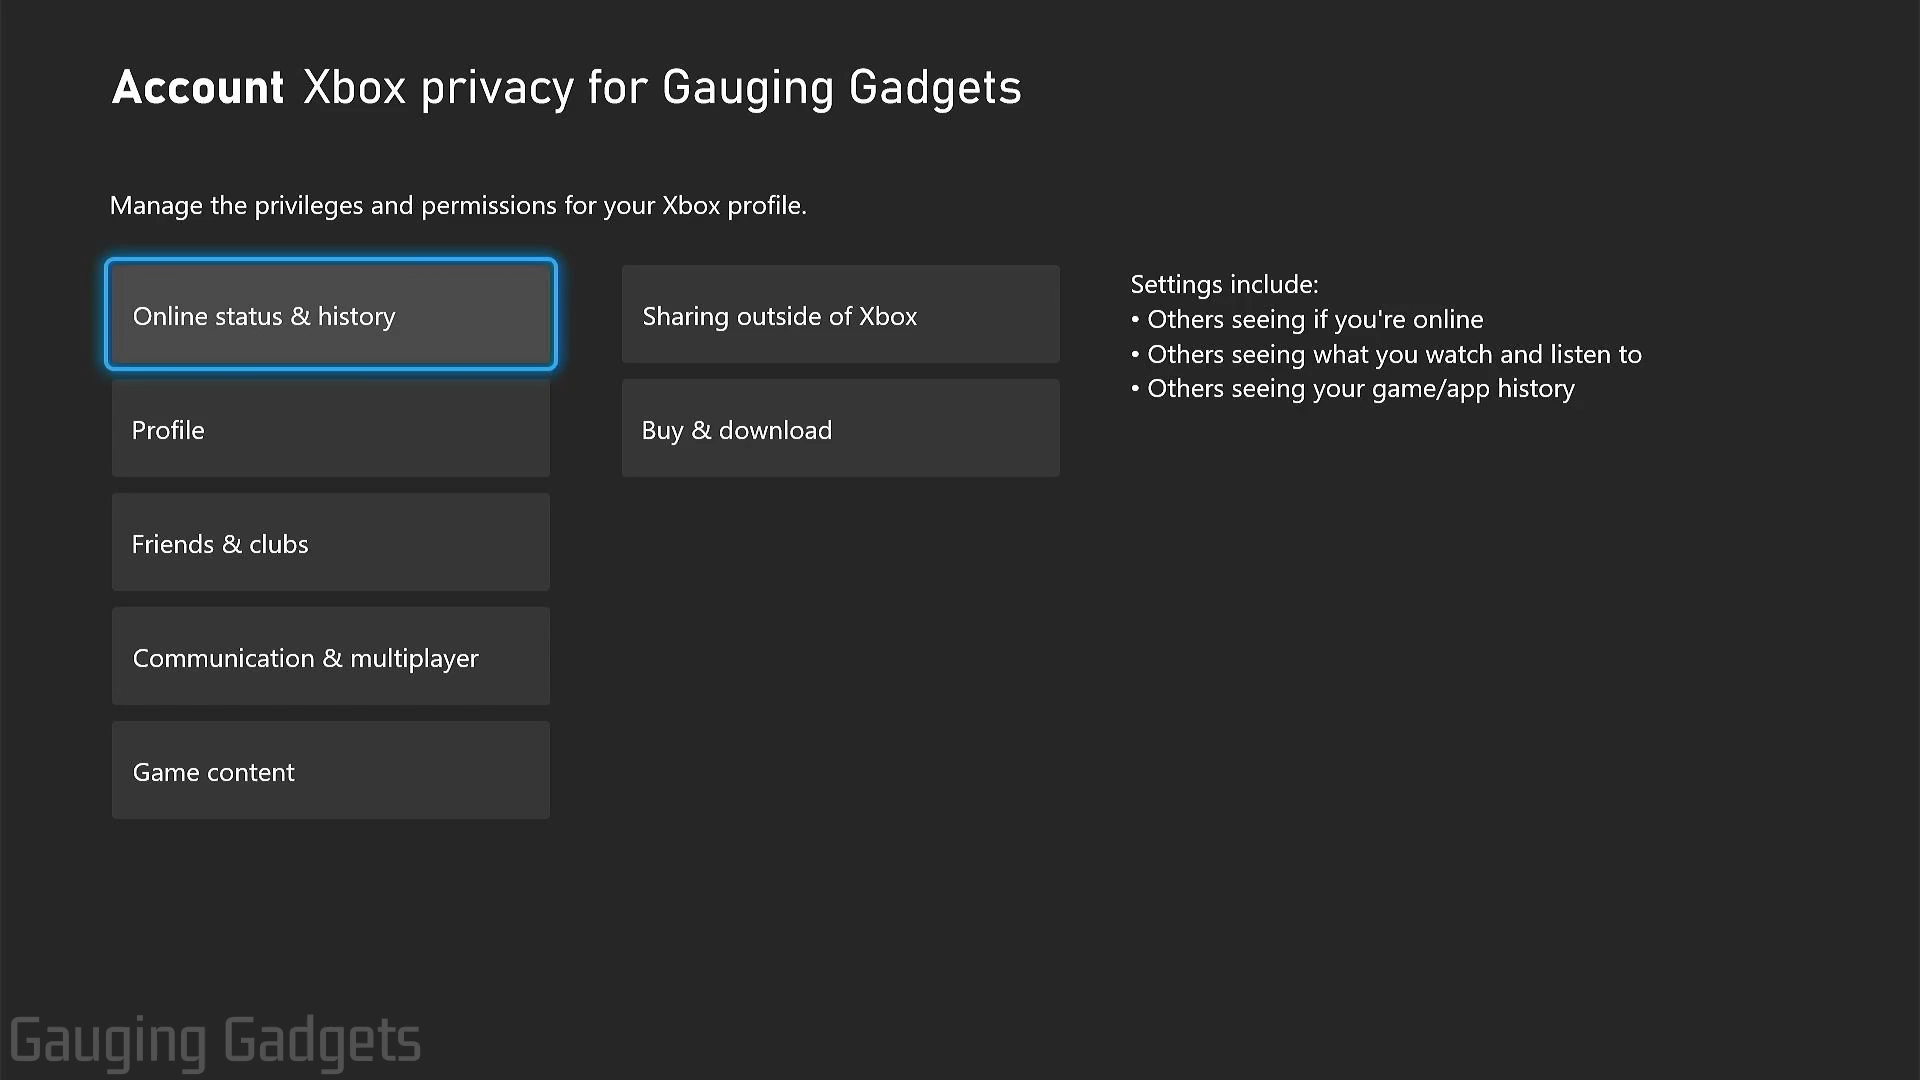 Account Xbox privacy for Gauging Gadgets
Manage the privileges and permissions for your Xbox profile.
Online status & history
Profile
Friends & clubs
Communication & multiplayer
Game content
Sharing outside of Xbox
Buy & download
Settings include:
• Others seeing if you're online
• Others seeing what you watch and listen to
• Others seeing your game/app history
Gauging Gadgets